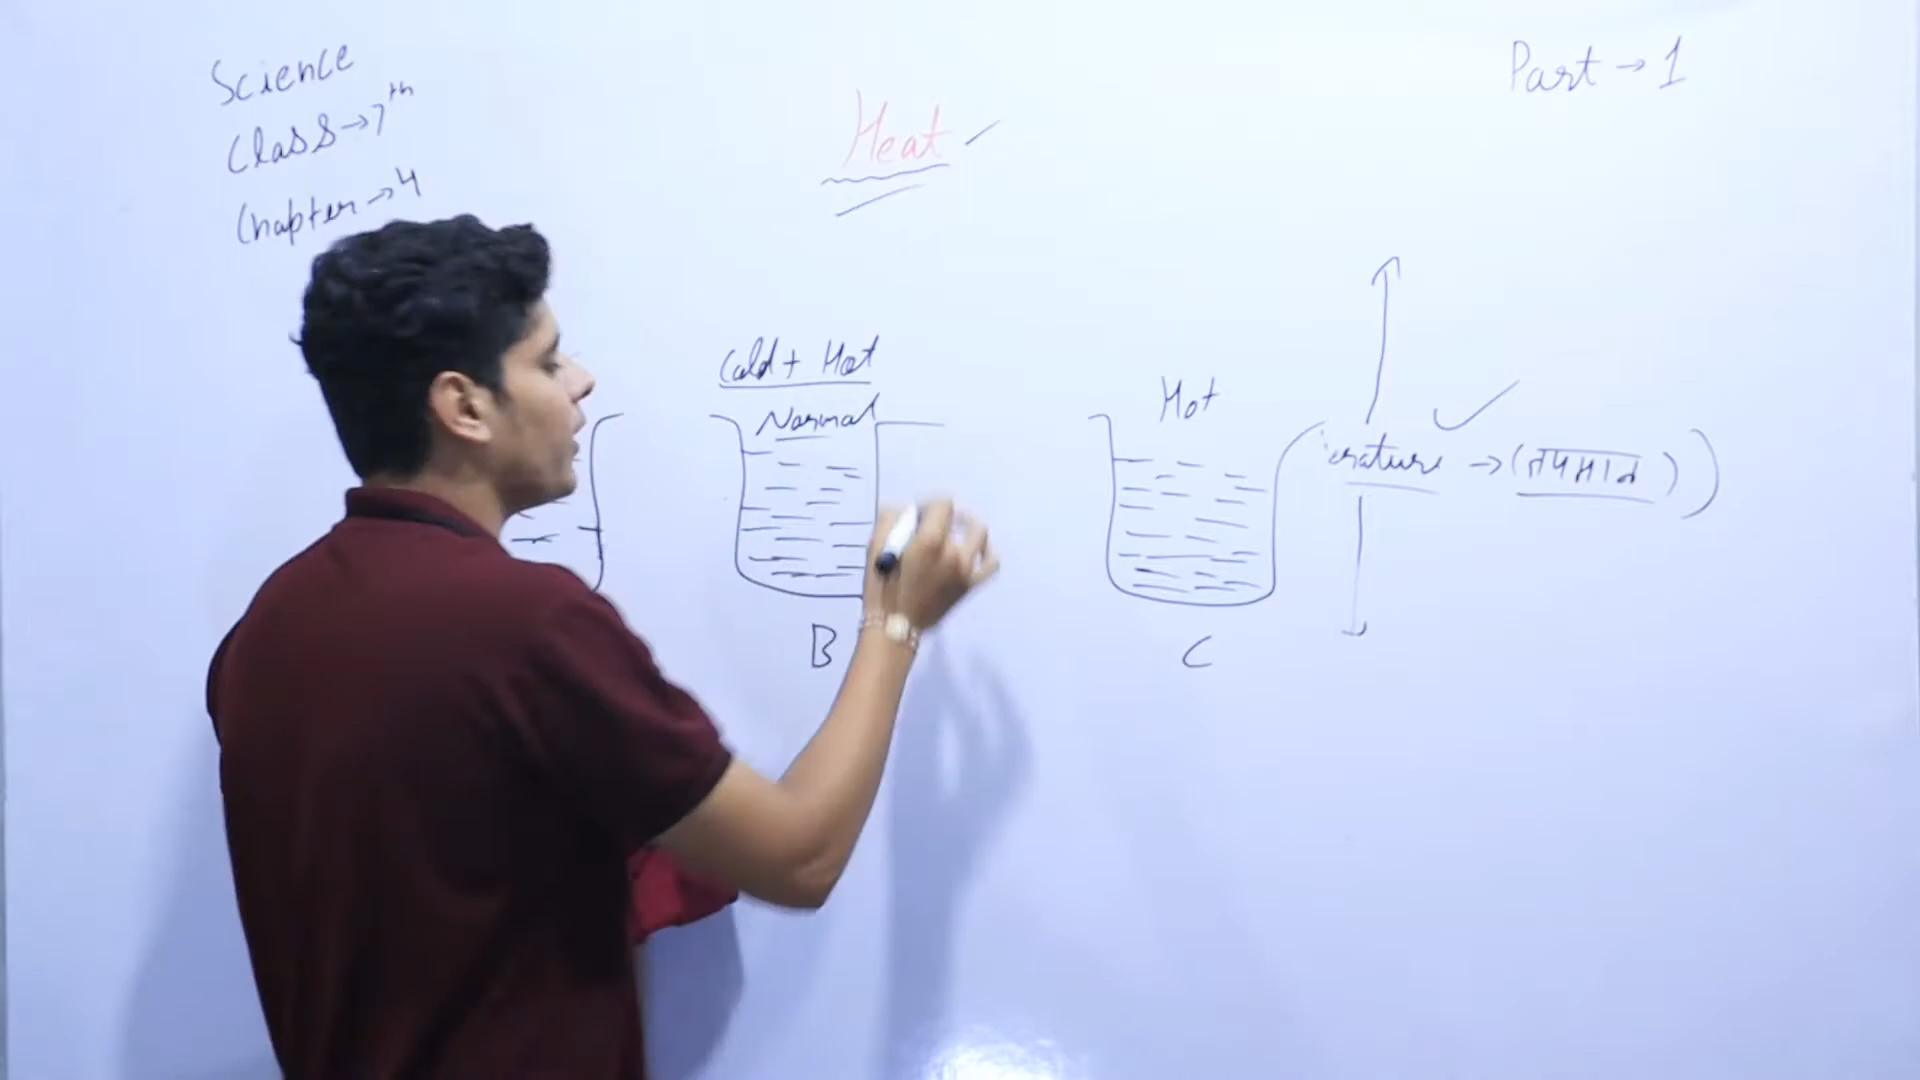 Science
Class→7th
Chapter→4
Heat
Part→1
Cold + Hot
Normal
Hot
erature → (तापमान))
B
C